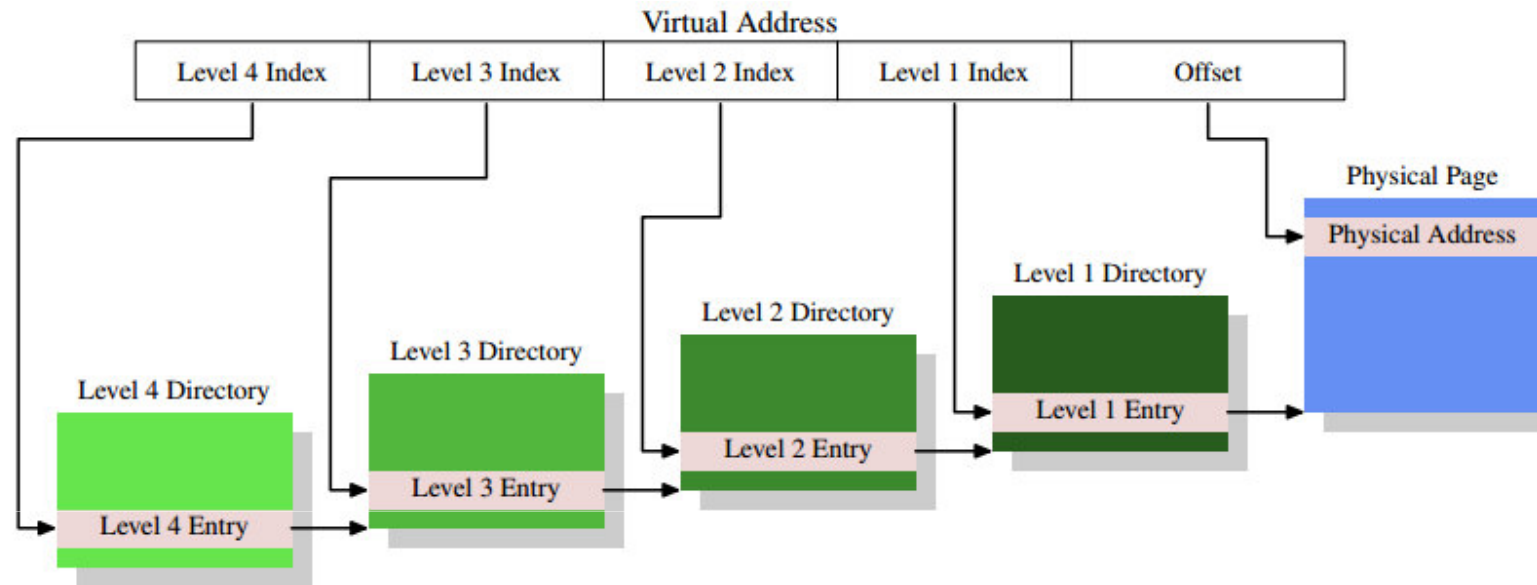 Virtual Address
Level 4 Index
Level 3 Index
Level 2 Index
Level 1 Index
Offset
Physical Page
Physical Address
Level 1 Directory
Level 2 Directory
Level 3 Directory
Level 4 Directory
Level 1 Entry
Level 2 Entry
Level 3 Entry
Level 4 Entry